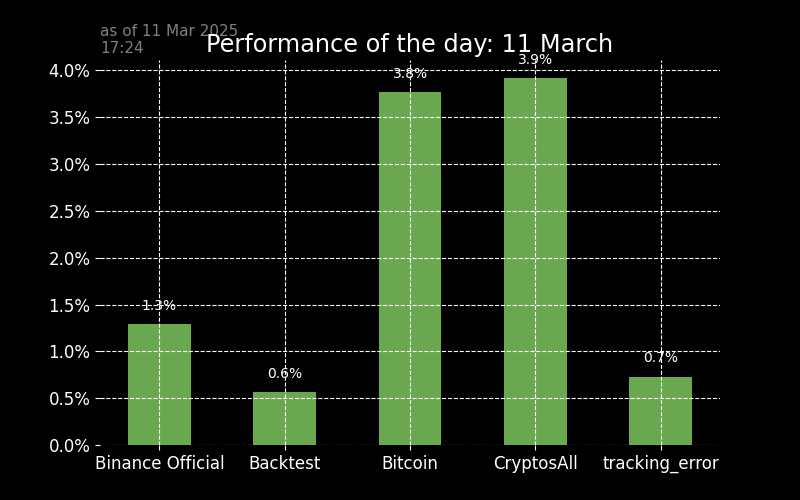 as of 11 Mar 2025
17:24
Performance of the day: 11 March
4.0%
3.5%
3.0%
2.5%
2.0%
1.5%
1.0%
0.5%
0.0%
1.3%
0.6%
3.8%
3.9%
0.7%
Binance Official
Backtest
Bitcoin
CryptosAll
tracking_error